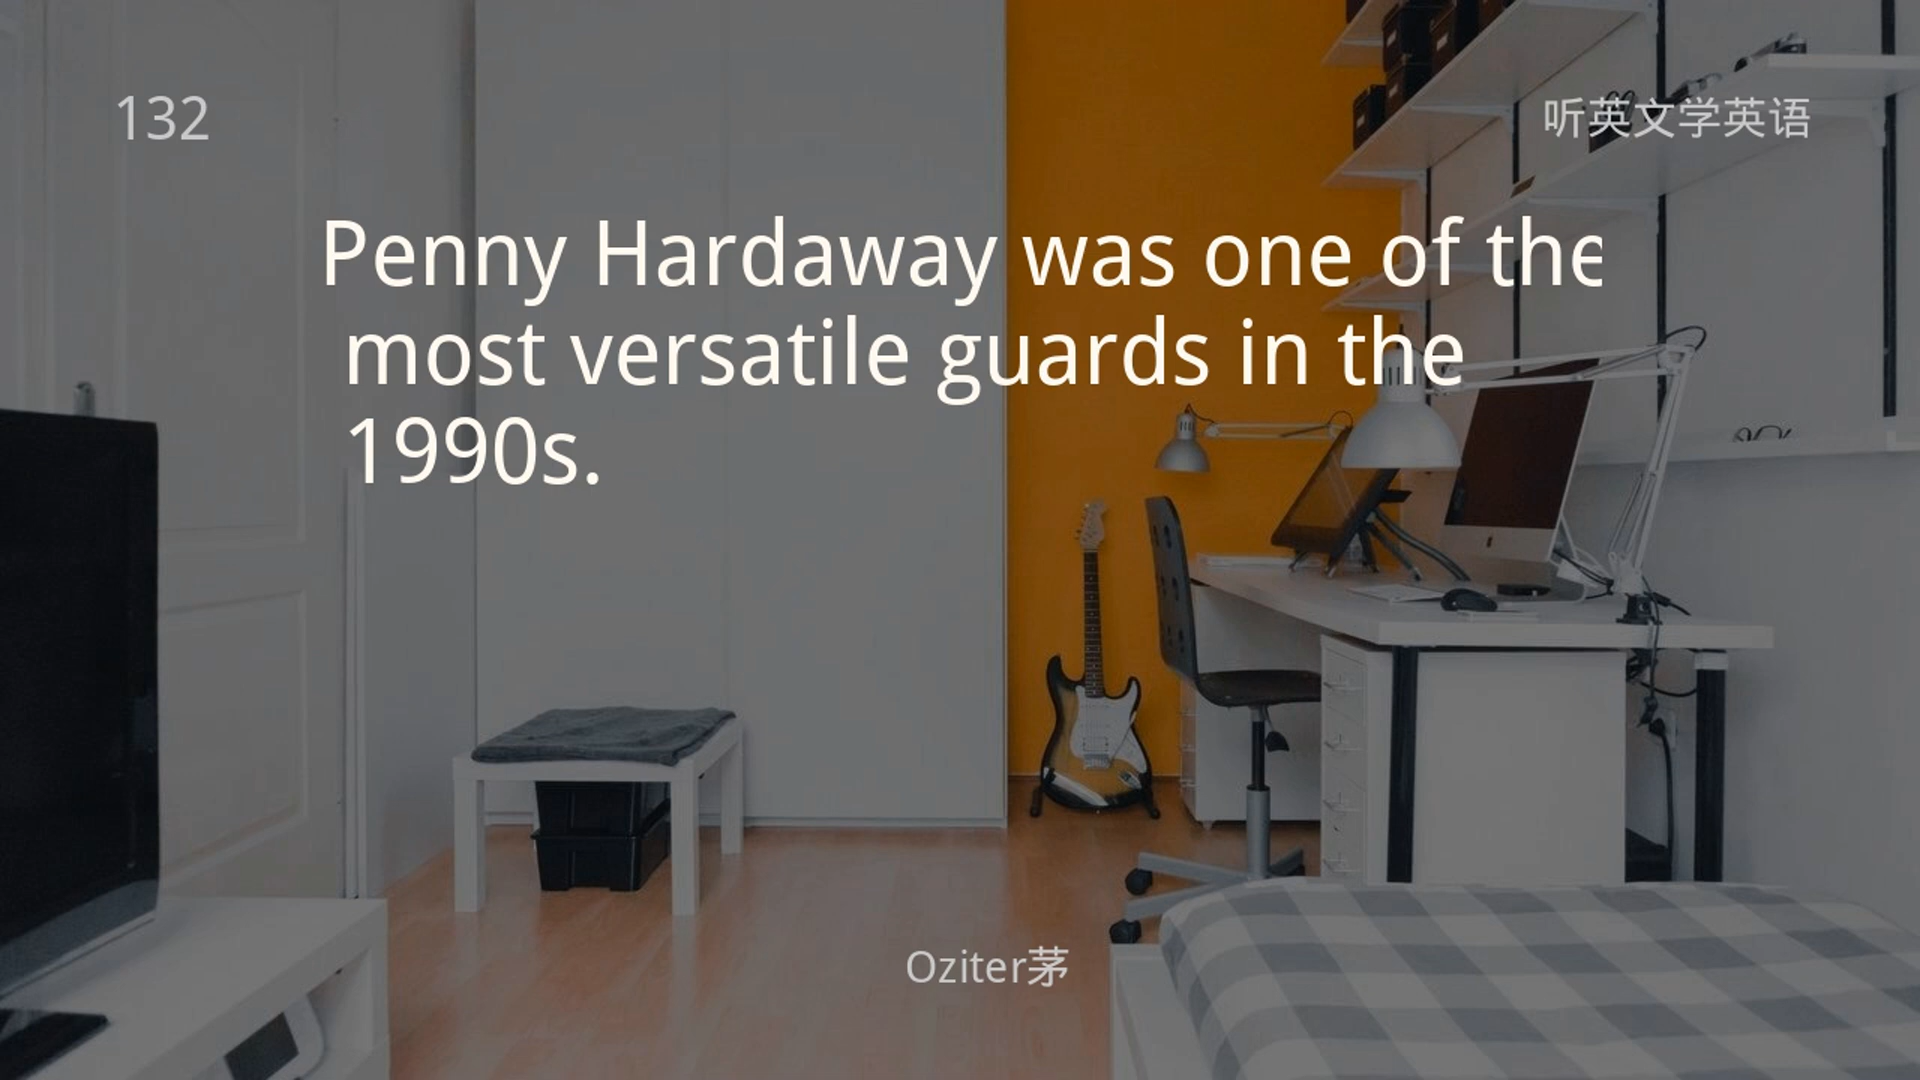 132
听英文学英语
Penny Hardaway was one of the
most versatile guards in the
1990s.
Oziter茅